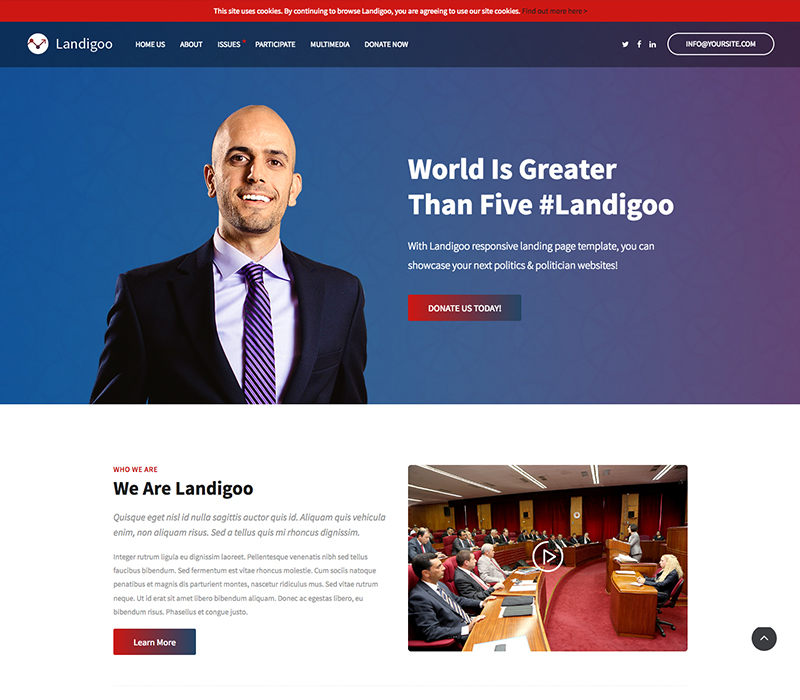 This site uses cookies. By continuing to browse Landigoo, you are agreeing to use our site cookies. Find out more here >
Landigoo
HOME US
ABOUT
ISSUES
PARTICIPATE
MULTIMEDIA
DONATE NOW
INFO@YOURSITE.COM
World Is Greater
Than Five #Landigoo
With Landigoo responsive landing page template, you can
showcase your next politics & politician websites!
DONATE US TODAY!
WHO WE ARE
We Are Landigoo
Quisque eget nisl id nulla sagittis auctor quis id. Aliquam quis vehicula
enim, non aliquam risus. Sed a tellus quis mi rhoncus dignissim.
Integer rutrum ligula eu dignissim laoreet. Pellentesque venenatis nibh sed tellus
faucibus bibendum. Sed fermentum est vitae rhoncus molestie. Cum sociis natoque
penatibus et magnis dis parturient montes, nascetur ridiculus mus. Sed vitae rutrum
neque. Ut id erat sit amet libero bibendum aliquam. Donec ac egestas libero, eu
bibendum risus. Phasellus et congue justo.
Learn More